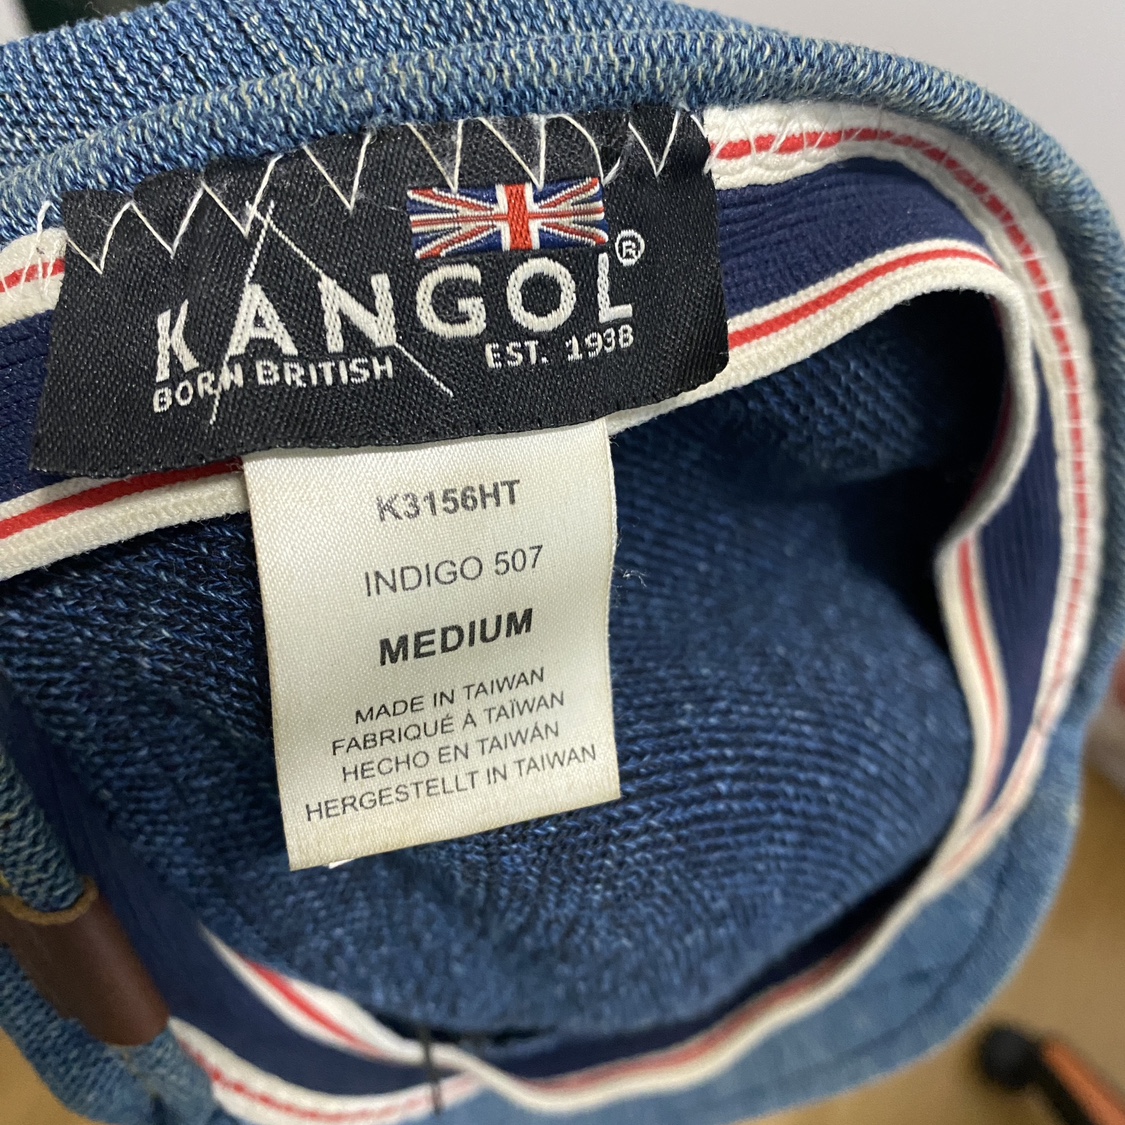 KANGOL®
BORN BRITISH EST. 1938
K3156HT
INDIGO 507
MEDIUM
MADE IN TAIWAN
FABRIQUÉ À TAÏWAN
HECHO EN TAIWÁN
HERGESTELLT IN TAIWAN